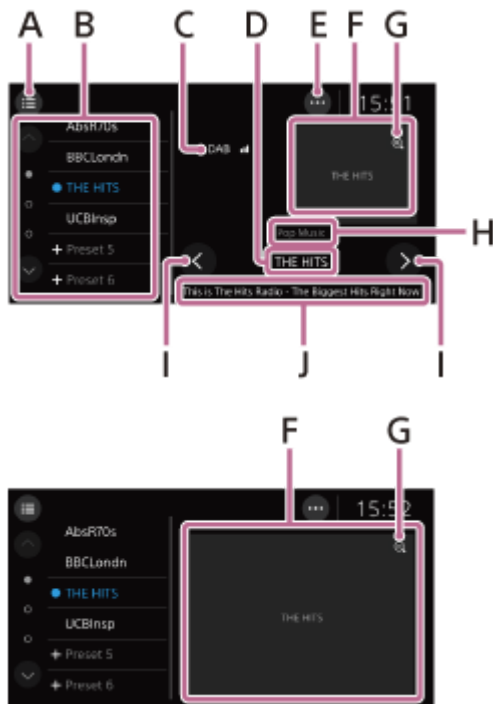 A B C D E F G
15:51
AbsR70s
BBCLondn
THE HITS
UCBInsp
+ Preset 5
+ Preset 6
DAB
THE HITS
Pop Music
THE HITS
This is The Hits Radio - The Biggest Hits Right Now
H
I J I
F G
15:52
AbsR70s
BBCLondn
THE HITS
UCBInsp
+ Preset 5
+ Preset 6
THE HITS